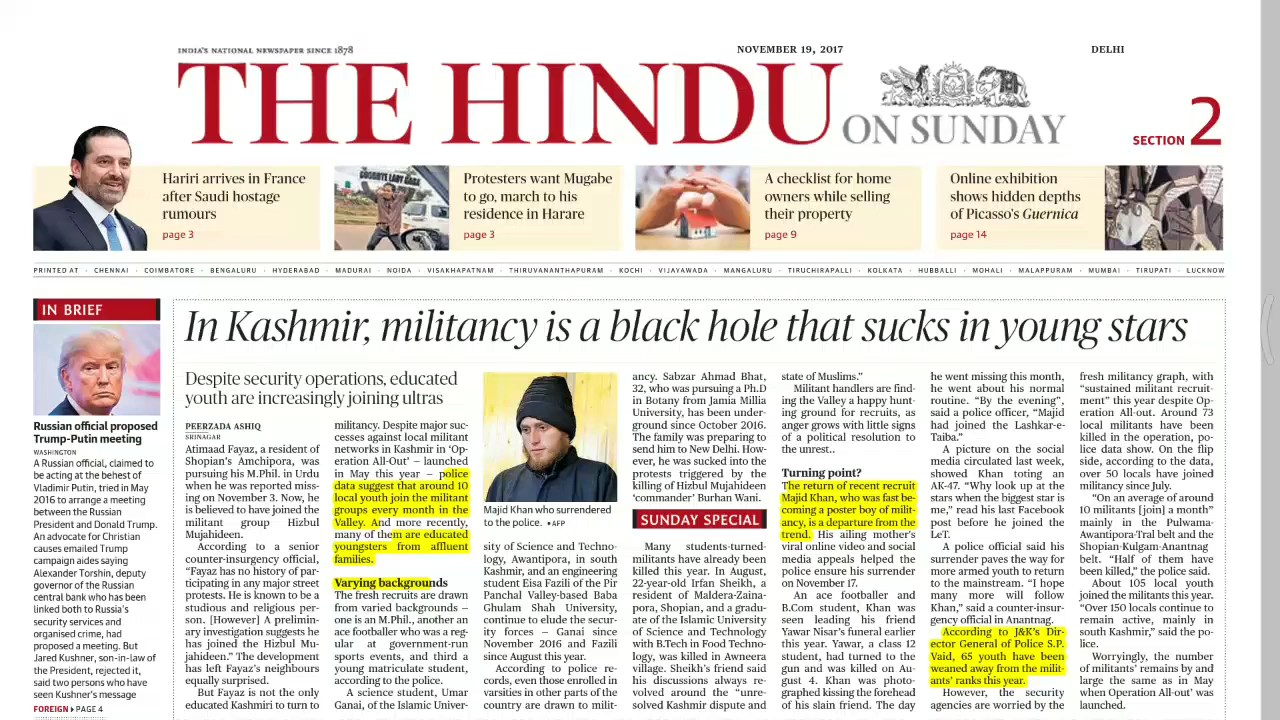 INDIA'S NATIONAL NEWSPAPER SINCE 1878
NOVEMBER 19, 2017
DELHI
THE HINDU
ON SUNDAY
SECTION 2
Hariri arrives in France
after Saudi hostage
rumours
page 3
GOODBYE LADY GAGA
Protesters want Mugabe
to go, march to his
residence in Harare
page 3
A checklist for home
owners while selling
their property
page 9
Online exhibition
shows hidden depths
of Picasso's Guernica
page 14
PRINTED AT · CHENNAI · COIMBATORE · BENGALURU · HYDERABAD · MADURAI · NOIDA · VISAKHAPATNAM · THIRUVANANTHAPURAM · KOCHI · VIJAYAWADA · MANGALURU · TIRUCHIRAPALLI · KOLKATA · HUBBALLI · MOHALI · MALAPPURAM · MUMBAI · TIRUPATI · LUCKNOW
IN BRIEF
Russian official proposed
Trump-Putin meeting
WASHINGTON
A Russian official, claimed to
be acting at the behest of
Vladimir Putin, tried in May
2016 to arrange a meeting
between the Russian
President and Donald Trump.
An advocate for Christian
causes emailed Trump
campaign aides saying
Alexander Torshin, deputy
governor of the Russian
central bank who has been
linked both to Russia's
security services and
organised crime, had
proposed a meeting. But
Jared Kushner, son-in-law of
the President, rejected it,
said two persons who have
seen Kushner's message
FOREIGN ▸ PAGE 4
In Kashmir, militancy is a black hole that sucks in young stars
Despite security operations, educated
youth are increasingly joining ultras
PEERZADA ASHIQ
SRINAGAR
Atimaad Fayaz, a resident of
Shopian's Amchipora, was
pursuing his M.Phil. in Urdu
when he was reported miss-
ing on November 3. Now, he
is believed to have joined the
militant group Hizbul
Mujahideen.
According to a senior
counter-insurgency official,
“Fayaz has no history of par-
ticipating in any major street
protests. He is known to be a
studious and religious per-
son. [However] A prelimin-
ary investigation suggests he
has joined the Hizbul Mu-
jahideen.” The development
has left Fayaz's neighbours
equally surprised.
But Fayaz is not the only
educated Kashmiri to turn to
militancy. Despite major suc-
cesses against local militant
networks in Kashmir in ‘Op-
eration All-Out’ – launched
in May this year – police
data suggest that around 10
local youth join the militant
groups every month in the
Valley. And more recently,
many of them are educated
youngsters from affluent
families.
Varying backgrounds
The fresh recruits are drawn
from varied backgrounds –
one is an M.Phil., another an
ace footballer who was a reg-
ular at government-run
sports events, and third a
young matriculate student,
according to the police.
A science student, Umar
Ganai, of the Islamic Univer-
Majid Khan who surrendered
to the police. • AFP
sity of Science and Techno-
logy, Awantipora, in south
Kashmir, and an engineering
student Eisa Fazili of the Pir
Panchal Valley-based Baba
Ghulam Shah University,
continue to elude the secur-
ity forces – Ganai since
November 2016 and Fazili
since August this year.
According to police re-
cords, even those enrolled in
varsities in other parts of the
country are drawn to milit-
ancy. Sabzar Ahmad Bhat,
32, who was pursuing a Ph.D
in Botany from Jamia Millia
University, has been under-
ground since October 2016.
The family was preparing to
send him to New Delhi. How-
ever, he was sucked into the
protests triggered by the
killing of Hizbul Mujahideen
‘commander’ Burhan Wani.
SUNDAY SPECIAL
Many students-turned-
militants have already been
killed this year. In August,
22-year-old Irfan Sheikh, a
resident of Maldera-Zaina-
pora, Shopian, and a gradu-
ate of the Islamic University
of Science and Technology
with B.Tech in Food Techno-
logy, was killed in Awneera
village. Sheikh's friend said
his discussions always re-
volved around the “unre-
solved Kashmir dispute and
state of Muslims.”
Militant handlers are find-
ing the Valley a happy hunt-
ing ground for recruits, as
anger grows with little signs
of a political resolution to
the unrest..
Turning point?
The return of recent recruit
Majid Khan, who was fast be-
coming a poster boy of milit-
ancy, is a departure from the
trend. His ailing mother's
viral online video and social
media appeals helped the
police ensure his surrender
on November 17.
An ace footballer and
B.Com student, Khan was
seen leading his friend
Yawar Nisar's funeral earlier
this year. Yawar, a class 12
student, had turned to the
gun and was killed on Au-
gust 4. Khan was photo-
graphed kissing the forehead
of his slain friend. The day
he went missing this month,
he went about his normal
routine. “By the evening”,
said a police officer, “Majid
had joined the Lashkar-e-
Taiba.”
A picture on the social
media circulated last week,
showed Khan toting an
AK-47. “Why look up at the
stars when the biggest star is
me,” read his last Facebook
post before he joined the
LeT.
A police official said his
surrender paves the way for
more armed youth to return
to the mainstream. “I hope
many more will follow
Khan,” said a counter-insur-
gency official in Anantnag.
According to J&K's Dir-
ector General of Police S.P.
Vaid, 65 youth have been
weaned away from the milit-
ants' ranks this year.
However, the security
agencies are worried by the
fresh militancy graph, with
“sustained militant recruit-
ment” this year despite Op-
eration All-out. Around 73
local militants have been
killed in the operation, po-
lice data show. On the flip
side, according to the data,
over 50 locals have joined
militancy since July.
“On an average of around
10 militants [join] a month”
mainly in the Pulwama-
Awantipora-Tral belt and the
Shopian-Kulgam-Anantnag
belt. “Half of them have
been killed,” the police said.
About 105 local youth
joined the militants this year.
“Over 150 locals continue to
remain active, mainly in
south Kashmir,” said the po-
lice.
Worryingly, the number
of militants' remains by and
large the same as in May
when Operation All-out' was
launched.